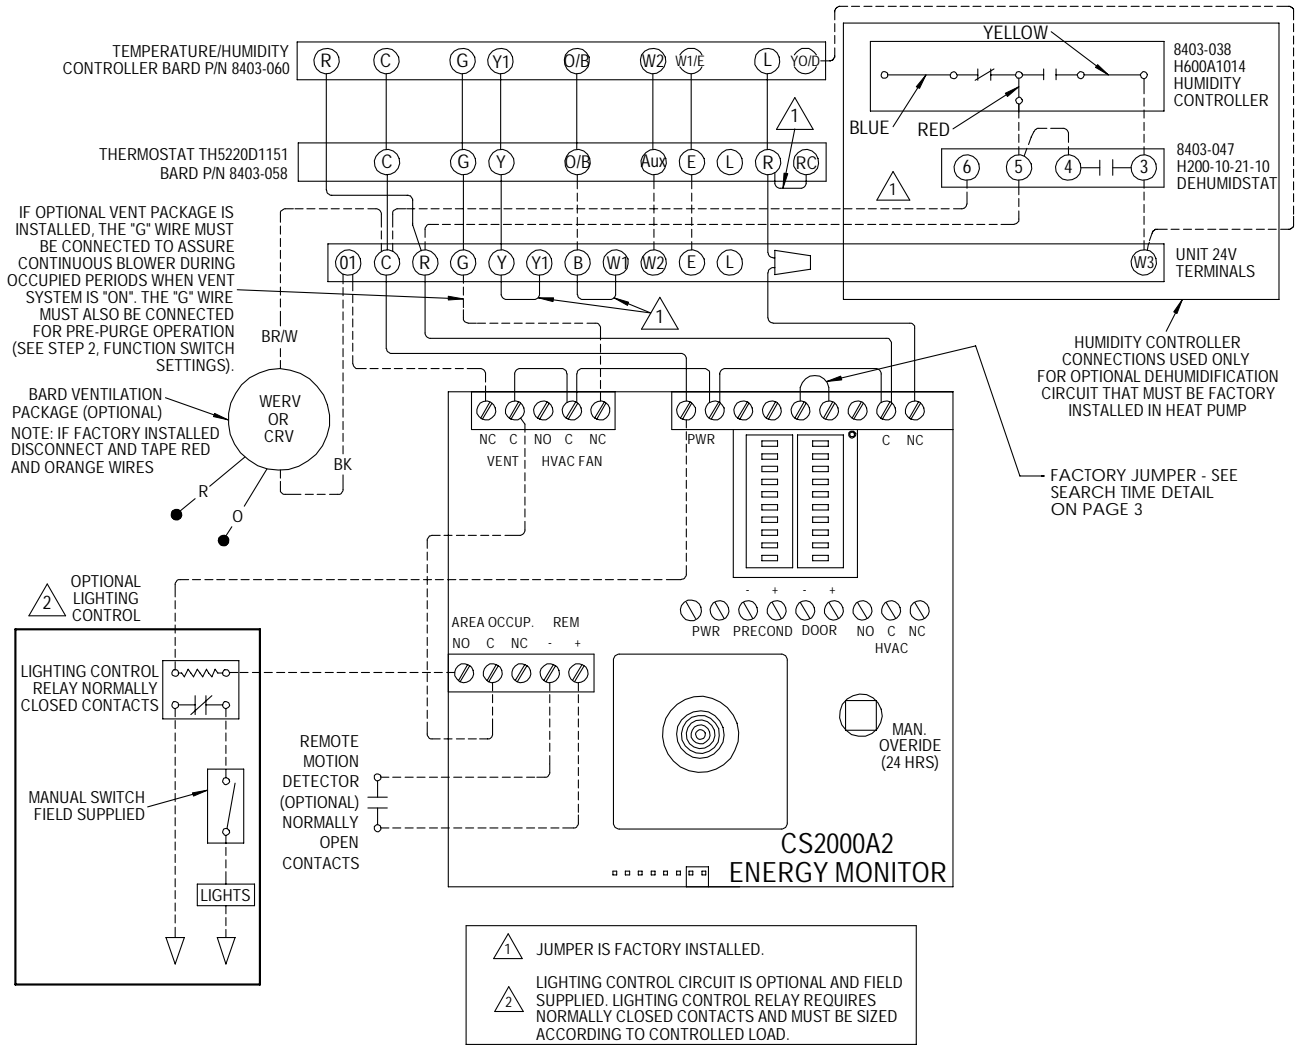 TEMPERATURE/HUMIDITY
CONTROLLER BARD P/N 8403-060
R C G Y1 O/B W2 W1/E L YO/D
THERMOSTAT TH5220D1151
BARD P/N 8403-058
C G Y O/B Aux E L R RC
1
YELLOW
BLUE
RED
8403-038
H600A1014
HUMIDITY
CONTROLLER
6 5 4 3
8403-047
H200-10-21-10
DEHUMIDSTAT
1
IF OPTIONAL VENT PACKAGE IS
INSTALLED, THE "G" WIRE MUST
BE CONNECTED TO ASSURE
CONTINUOUS BLOWER DURING
OCCUPIED PERIODS WHEN VENT
SYSTEM IS "ON". THE "G" WIRE
MUST ALSO BE CONNECTED
FOR PRE-PURGE OPERATION
(SEE STEP 2, FUNCTION SWITCH
SETTINGS).
01 C R G Y Y1 B W1 W2 E L W3
UNIT 24V
TERMINALS
1
HUMIDITY CONTROLLER
CONNECTIONS USED ONLY
FOR OPTIONAL DEHUMIDIFICATION
CIRCUIT THAT MUST BE FACTORY
INSTALLED IN HEAT PUMP
BR/W
WERV
OR
CRV
BK
R
O
BARD VENTILATION
PACKAGE (OPTIONAL)
NOTE: IF FACTORY INSTALLED
DISCONNECT AND TAPE RED
AND ORANGE WIRES
NC C NO C NC
VENT HVAC FAN
PWR C NC
FACTORY JUMPER - SEE
SEARCH TIME DETAIL
ON PAGE 3
- + - +
PWR PRECOND DOOR NO C NC
HVAC
AREA OCCUP. REM
NO C NC - +
2
OPTIONAL
LIGHTING
CONTROL
LIGHTING CONTROL
RELAY NORMALLY
CLOSED CONTACTS
MANUAL SWITCH
FIELD SUPPLIED
LIGHTS
REMOTE
MOTION
DETECTOR
(OPTIONAL)
NORMALLY
OPEN
CONTACTS
MAN.
OVERIDE
(24 HRS)
CS2000A2
ENERGY MONITOR
1 JUMPER IS FACTORY INSTALLED.
2 LIGHTING CONTROL CIRCUIT IS OPTIONAL AND FIELD
SUPPLIED. LIGHTING CONTROL RELAY REQUIRES
NORMALLY CLOSED CONTACTS AND MUST BE SIZED
ACCORDING TO CONTROLLED LOAD.